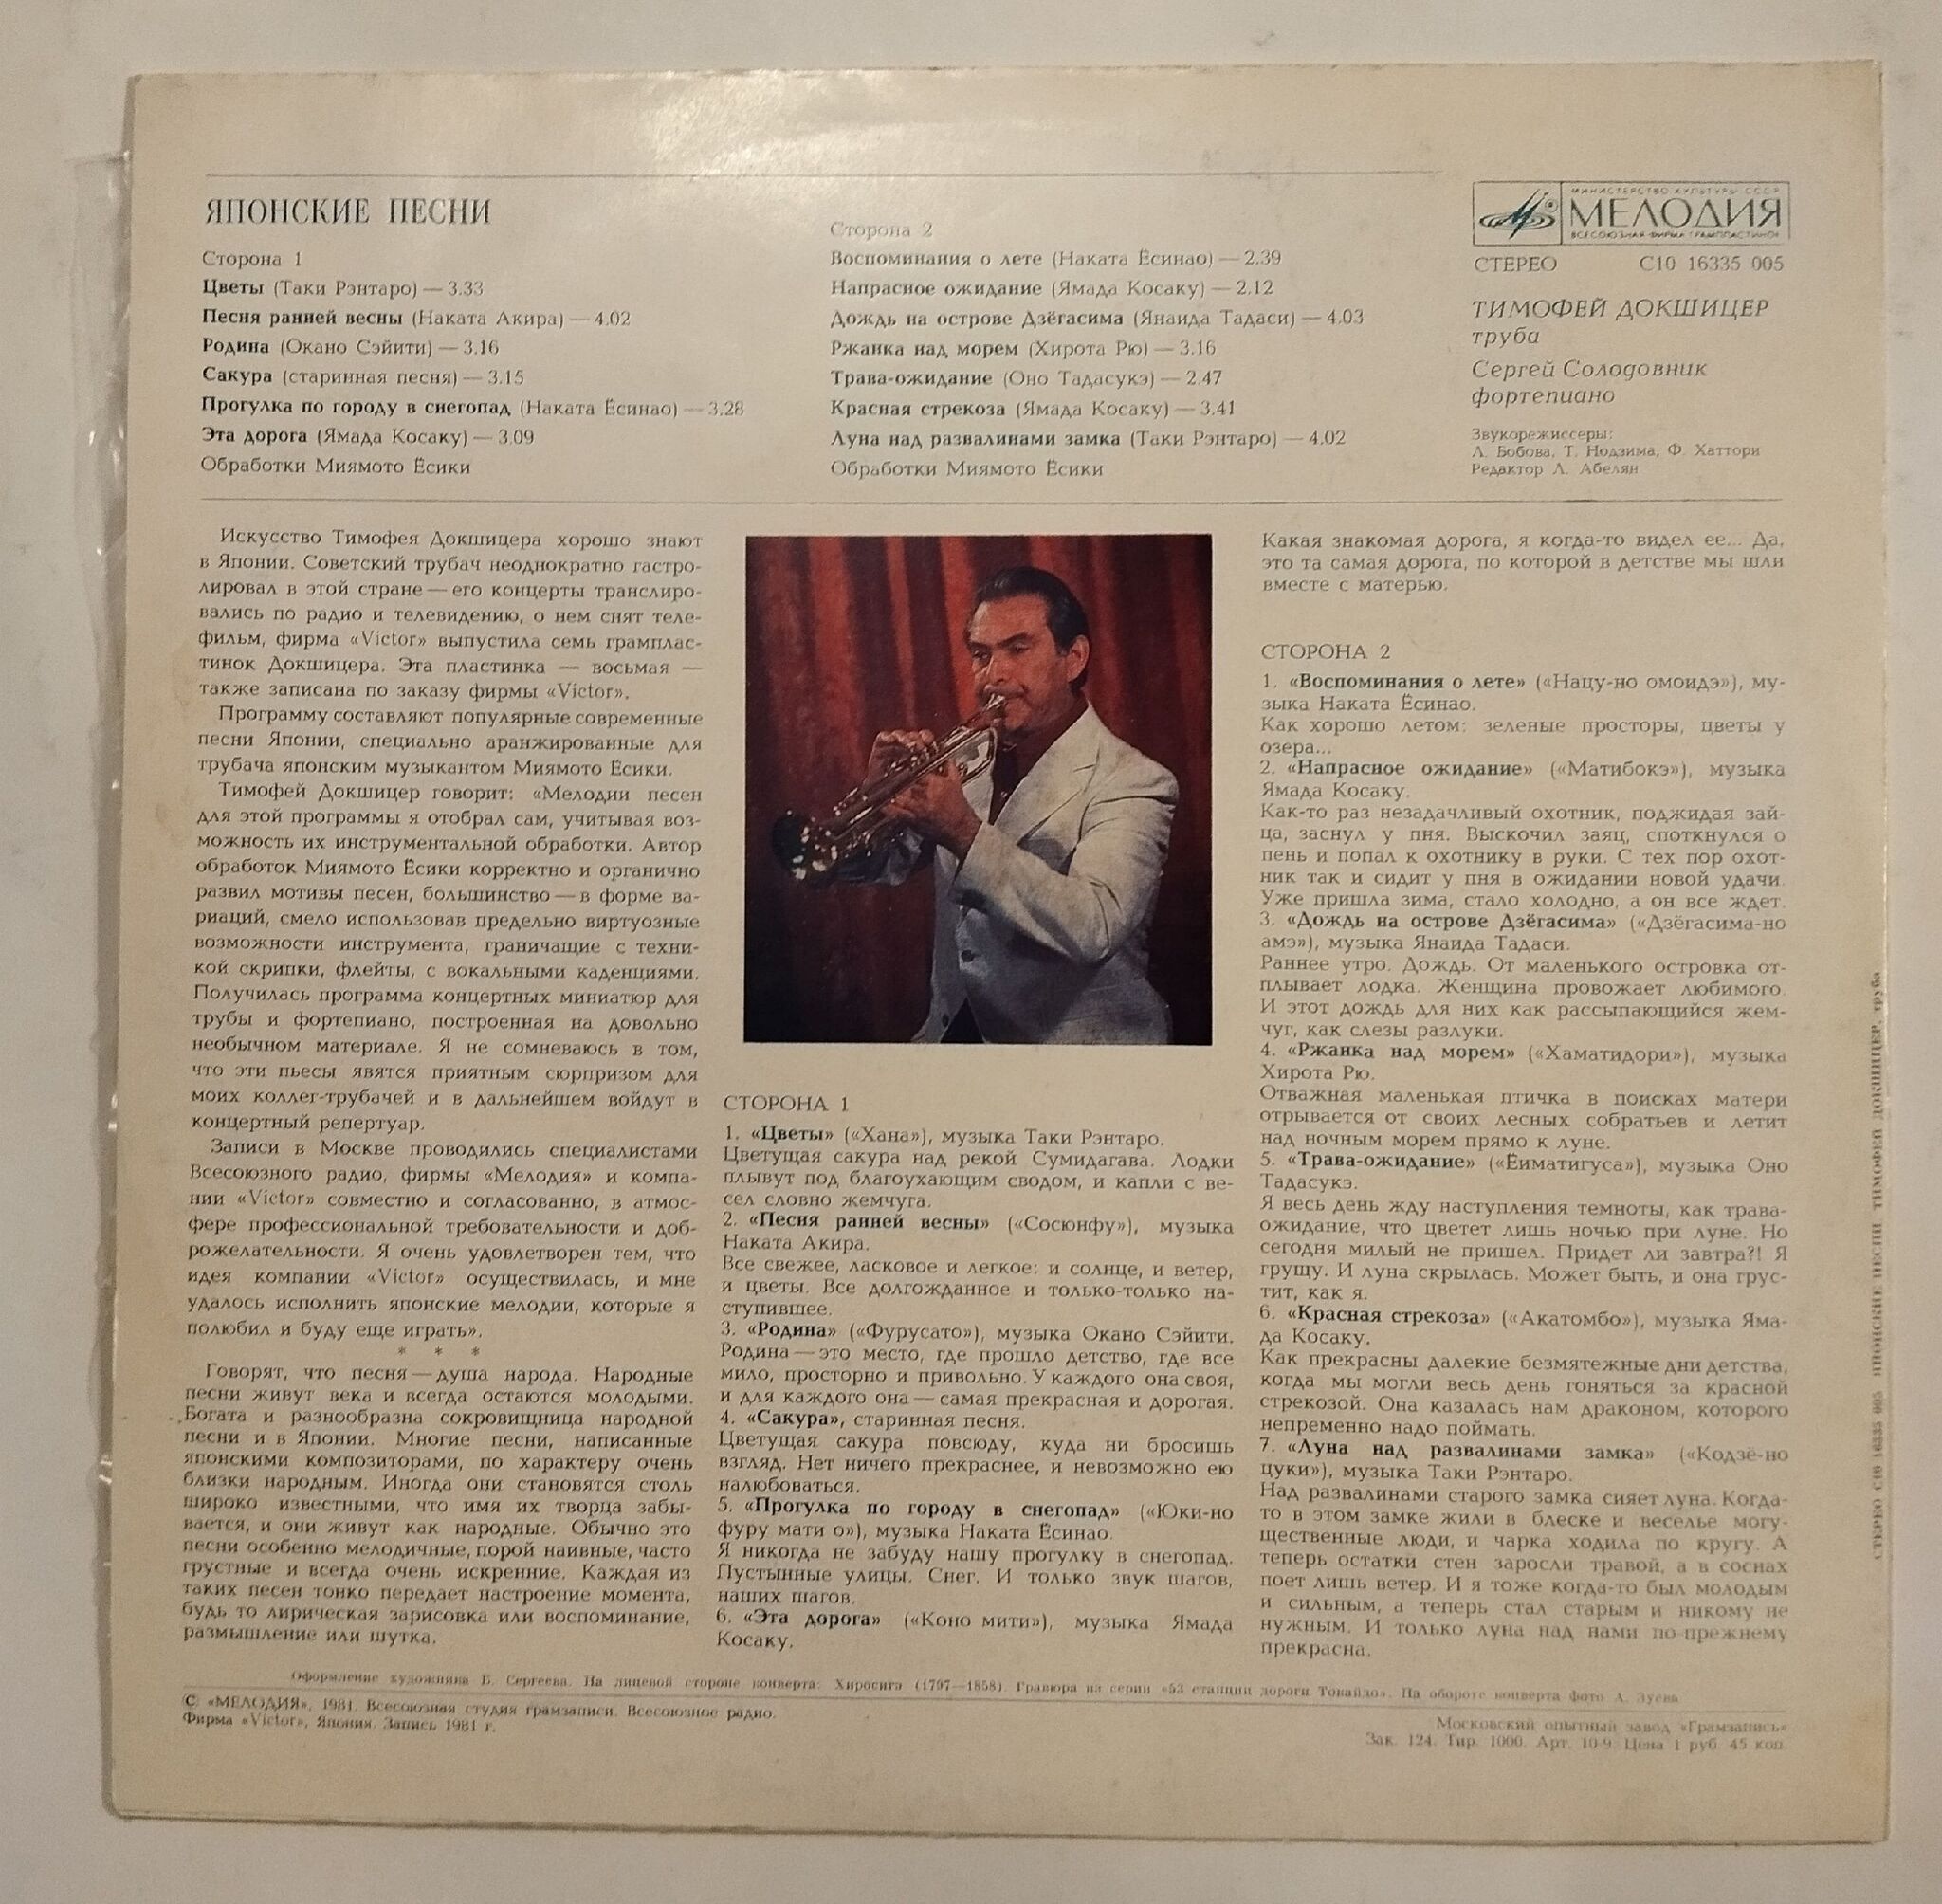 ЯПОНСКИЕ ПЕСНИ
Сторона 1
Цветы (Таки Рэнтаро) — 3.33
Песня ранней весны (Наката Акира) — 4.02
Родина (Окано Сэйити) — 3.16
Сакура (старинная песня) — 3.15
Прогулка по городу в снегопад (Наката Ёсинао) — 3.28
Эта дорога (Ямада Косаку) — 3.09
Обработки Миямото Ёсики
Сторона 2
Воспоминания о лете (Наката Ёсинао) — 2.39
Напрасное ожидание (Ямада Косаку) — 2.12
Дождь на острове Дзёгасима (Янаида Тадаси) — 4.03
Ржанка над морем (Хирота Рю) — 3.16
Трава-ожидание (Оно Тадасукэ) — 2.47
Красная стрекоза (Ямада Косаку) — 3.41
Луна над развалинами замка (Таки Рэнтаро) — 4.02
Обработки Миямото Ёсики
МИНИСТЕРСТВО КУЛЬТУРЫ СССР
МЕЛОДИЯ
ВСЕСОЮЗНАЯ ФИРМА ГРАМПЛАСТИНОК
СТЕРЕО С10 16335 005
ТИМОФЕЙ ДОКШИЦЕР
труба
Сергей Солодовник
фортепиано
Звукорежиссеры:
Л. Бобова, Т. Нодзима, Ф. Хаттори
Редактор Л. Абелян
Искусство Тимофея Докшицера хорошо знают
в Японии. Советский трубач неоднократно гастро-
лировал в этой стране — его концерты транслиро-
вались по радио и телевидению, о нем снят теле-
фильм, фирма «Victor» выпустила семь грамплас-
тинок Докшицера. Эта пластинка — восьмая —
также записана по заказу фирмы «Victor».
Программу составляют популярные современные
песни Японии, специально аранжированные для
трубача японским музыкантом Миямото Ёсики.
Тимофей Докшицер говорит: «Мелодии песен
для этой программы я отобрал сам, учитывая воз-
можность их инструментальной обработки. Автор
обработок Миямото Ёсики корректно и органично
развил мотивы песен, большинство — в форме ва-
риаций, смело использовав предельно виртуозные
возможности инструмента, граничащие с техни-
кой скрипки, флейты, с вокальными каденциями.
Получилась программа концертных миниатюр для
трубы и фортепиано, построенная на довольно
необычном материале. Я не сомневаюсь в том,
что эти пьесы явятся приятным сюрпризом для
моих коллег-трубачей и в дальнейшем войдут в
концертный репертуар.
Записи в Москве проводились специалистами
Всесоюзного радио, фирмы «Мелодия» и компа-
нии «Victor» совместно и согласованно, в атмос-
фере профессиональной требовательности и доб-
рожелательности. Я очень удовлетворен тем, что
идея компании «Victor» осуществилась, и мне
удалось исполнить японские мелодии, которые я
полюбил и буду еще играть».
* * *
Говорят, что песня — душа народа. Народные
песни живут века и всегда остаются молодыми.
Богата и разнообразна сокровищница народной
песни и в Японии. Многие песни, написанные
японскими композиторами, по характеру очень
близки народным. Иногда они становятся столь
широко известными, что имя их творца забы-
вается, и они живут как народные. Обычно это
песни особенно мелодичные, порой наивные, часто
грустные и всегда очень искренние. Каждая из
таких песен тонко передает настроение момента,
будь то лирическая зарисовка или воспоминание,
размышление или шутка.
СТОРОНА 1
1. «Цветы» («Хана»), музыка Таки Рэнтаро.
Цветущая сакура над рекой Сумидагава. Лодки
плывут под благоухающим сводом, и капли с ве-
сел словно жемчуга.
2. «Песня ранней весны» («Сосюнфу»), музыка
Наката Акира.
Все свежее, ласковое и легкое: и солнце, и ветер,
и цветы. Все долгожданное и только-только на-
ступившее.
3. «Родина» («Фурусато»), музыка Окано Сэйити.
Родина — это место, где прошло детство, где все
мило, просторно и привольно. У каждого она своя,
и для каждого она — самая прекрасная и дорогая.
4. «Сакура», старинная песня.
Цветущая сакура повсюду, куда ни бросишь
взгляд. Нет ничего прекраснее, и невозможно ею
налюбоваться.
5. «Прогулка по городу в снегопад» («Юки-но
фуру мати о»), музыка Наката Ёсинао.
Я никогда не забуду нашу прогулку в снегопад.
Пустынные улицы. Снег. И только звук шагов,
наших шагов.
6. «Эта дорога» («Коно мити»), музыка Ямада
Косаку.
Какая знакомая дорога, я когда-то видел ее... Да,
это та самая дорога, по которой в детстве мы шли
вместе с матерью.
СТОРОНА 2
1. «Воспоминания о лете» («Нацу-но омоидэ»), му-
зыка Наката Ёсинао.
Как хорошо летом: зеленые просторы, цветы у
озера...
2. «Напрасное ожидание» («Матибокэ»), музыка
Ямада Косаку.
Как-то раз незадачливый охотник, поджидая зай-
ца, заснул у пня. Выскочил заяц, споткнулся о
пень и попал к охотнику в руки. С тех пор охот-
ник так и сидит у пня в ожидании новой удачи.
Уже пришла зима, стало холодно, а он все ждет.
3. «Дождь на острове Дзёгасима» («Дзёгасима-но
амэ»), музыка Янаида Тадаси.
Раннее утро. Дождь. От маленького островка от-
плывает лодка. Женщина провожает любимого.
И этот дождь для них как рассыпающийся жем-
чуг, как слезы разлуки.
4. «Ржанка над морем» («Хаматидори»), музыка
Хирота Рю.
Отважная маленькая птичка в поисках матери
отрывается от своих лесных собратьев и летит
над ночным морем прямо к луне.
5. «Трава-ожидание» («Ёиматигуса»), музыка Оно
Тадасукэ.
Я весь день жду наступления темноты, как трава-
ожидание, что цветет лишь ночью при луне. Но
сегодня милый не пришел. Придет ли завтра?! Я
грущу. И луна скрылась. Может быть, и она грус-
тит, как я.
6. «Красная стрекоза» («Акатомбо»), музыка Яма-
да Косаку.
Как прекрасны далекие безмятежные дни детства,
когда мы могли весь день гоняться за красной
стрекозой. Она казалась нам драконом, которого
непременно надо поймать.
7. «Луна над развалинами замка» («Кодзё-но
цуки»), музыка Таки Рэнтаро.
Над развалинами старого замка сияет луна. Когда-
то в этом замке жили в блеске и веселье могу-
щественные люди, и чарка ходила по кругу. А
теперь остатки стен заросли травой, а в соснах
поет лишь ветер. И я тоже когда-то был молодым
и сильным, а теперь стал старым и никому не
нужным. И только луна над нами по-прежнему
прекрасна.
СТЕРЕО С10 16335 005 ЯПОНСКИЕ ПЕСНИ ТИМОФЕЙ ДОКШИЦЕР, труба
Оформление художника Б. Сергеева. На лицевой стороне конверта: Хиросигэ (1797—1858). Гравюра из серии «53 станции дороги Токайдо». На обороте конверта фото А. Зуева
С «МЕЛОДИЯ», 1981. Всесоюзная студия грамзаписи. Всесоюзное радио.
Фирма «Victor», Япония. Запись 1981 г.
Московский опытный завод «Грамзапись»
Зак. 124. Тир. 1000. Арт. 10-9. Цена 1 руб. 45 коп.